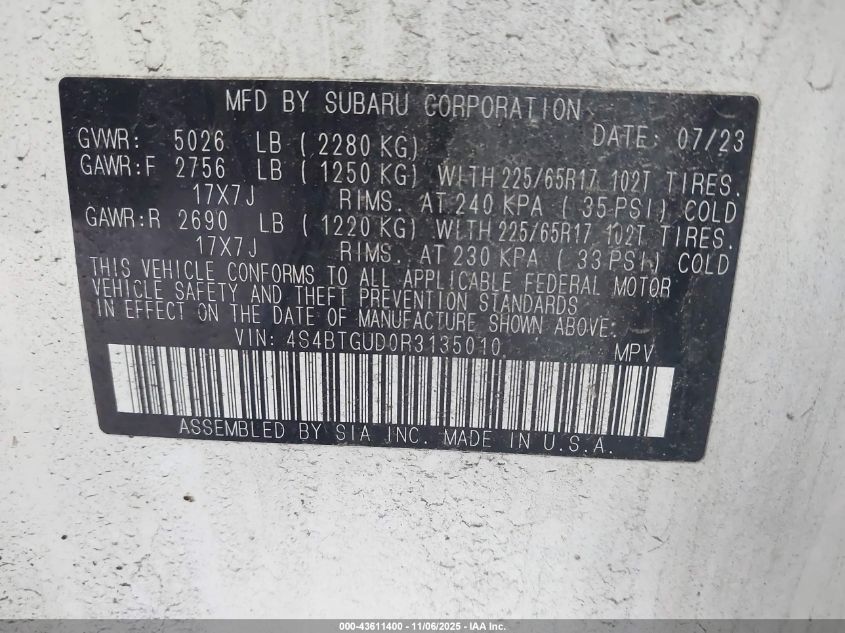 MFD BY SUBARU CORPORATION
GVWR: 5026 LB ( 2280 KG) DATE: 07/23
GAWR:F 2756 LB ( 1250 KG) WITH 225/65R17 102T TIRES.
17X7J RIMS. AT 240 KPA ( 35 PSI) COLD
GAWR:R 2690 LB ( 1220 KG) WITH 225/65R17 102T TIRES.
17X7J RIMS. AT 230 KPA ( 33 PSI) COLD
THIS VEHICLE CONFORMS TO ALL APPLICABLE FEDERAL MOTOR
VEHICLE SAFETY AND THEFT PREVENTION STANDARDS
IN EFFECT ON THE DATE OF MANUFACTURE SHOWN ABOVE.
VIN: 4S4BTGUD0R3135010 MPV
ASSEMBLED BY SIA INC. MADE IN U.S.A.
000-43611400 - 11/06/2025 - IAA Inc.